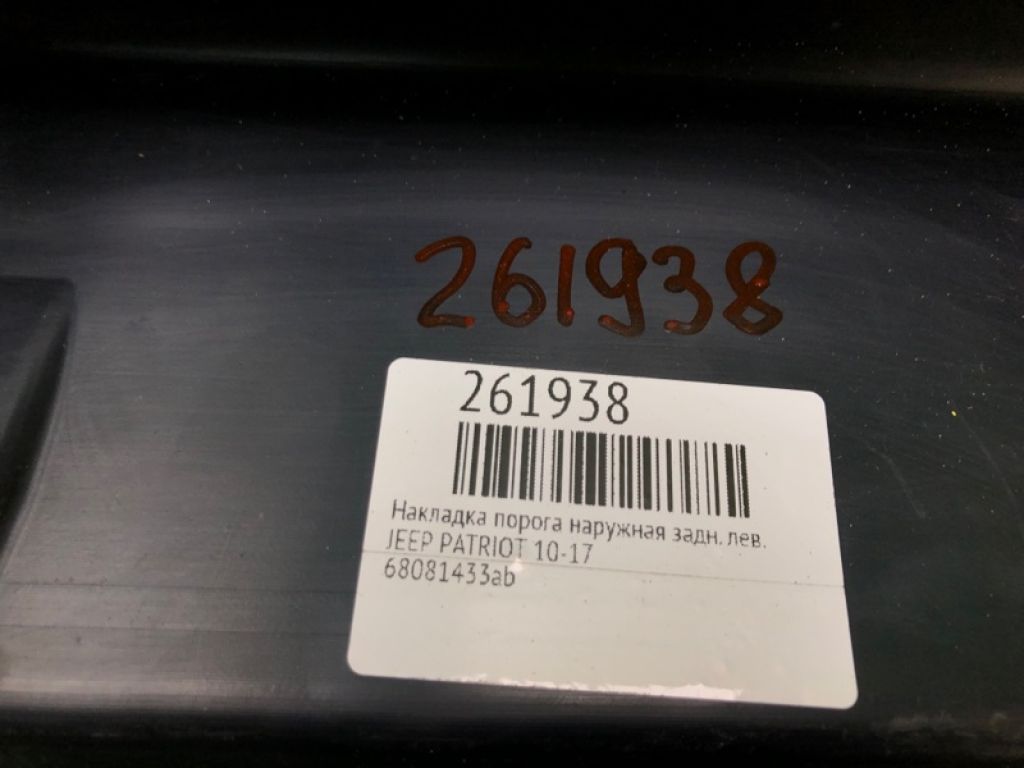 261938
261938
Накладка порога наружная задн. лев.
JEEP PATRIOT 10-17
68081433ab